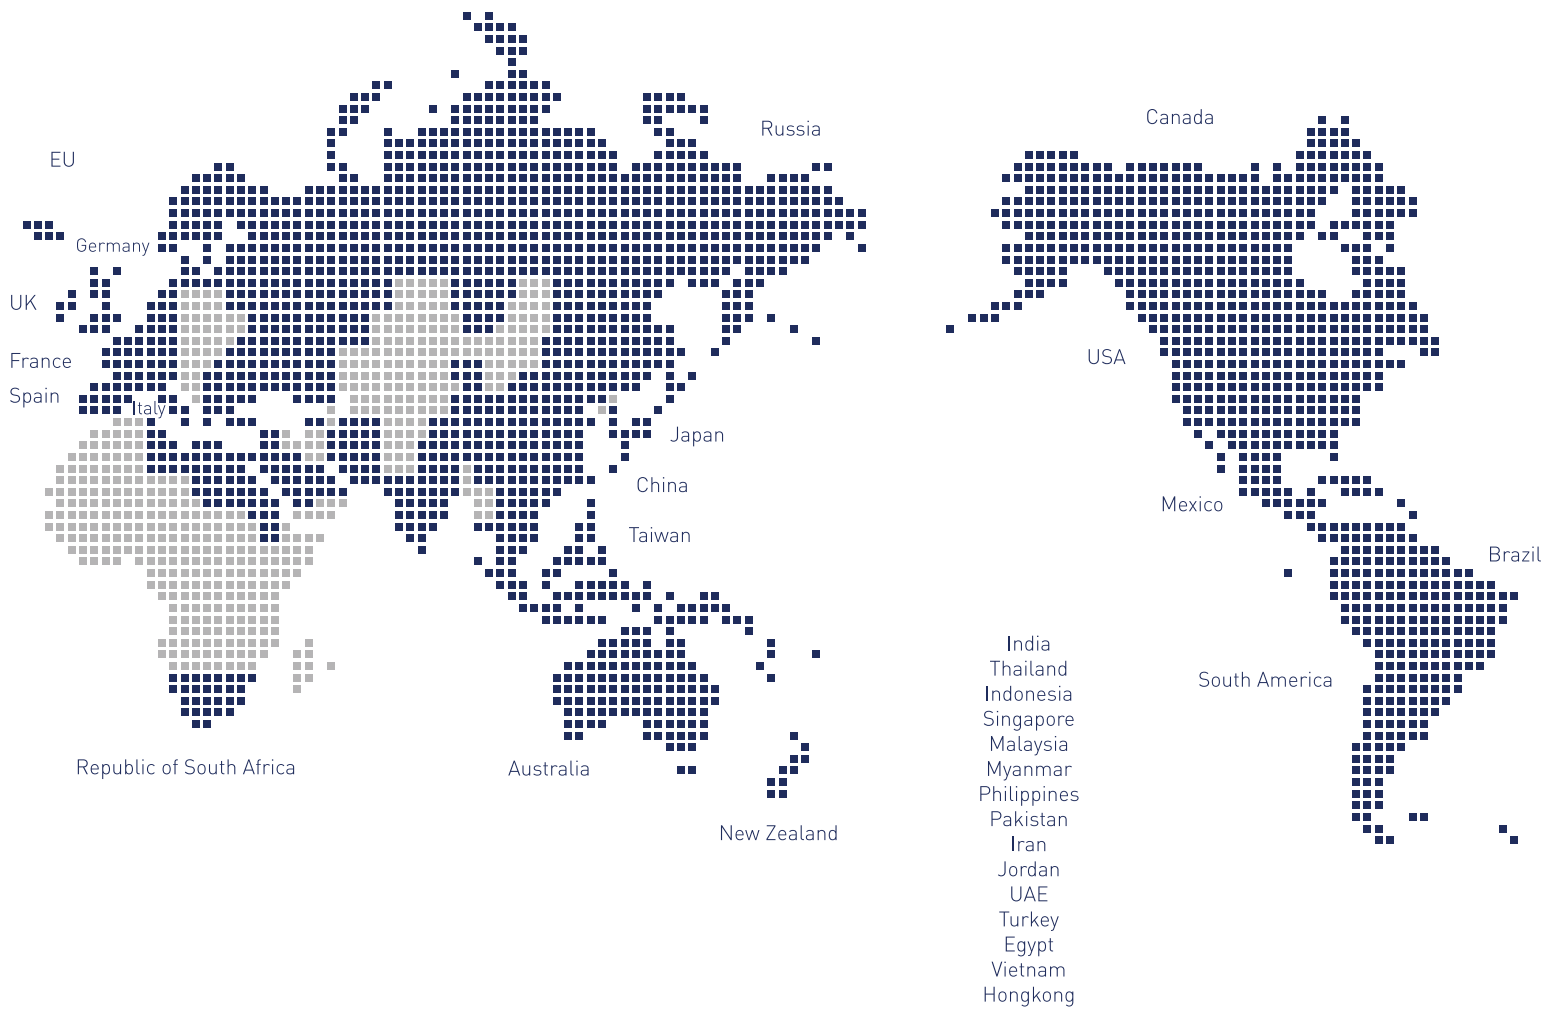 Canada
Russia
EU
Germany
UK
France
USA
Spain
Italy
Japan
China
Mexico
Taiwan
Brazil
South America
Republic of South Africa
Australia
New Zealand
India
Thailand
Indonesia
Singapore
Malaysia
Myanmar
Philippines
Pakistan
Iran
Jordan
UAE
Turkey
Egypt
Vietnam
Hongkong